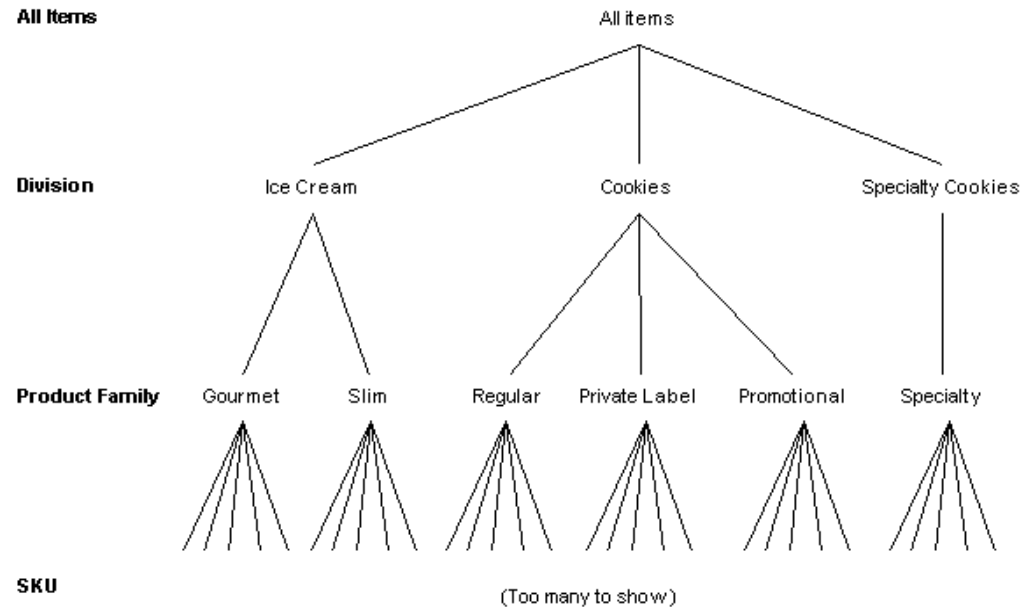 All Items
All items
Division
Ice Cream
Cookies
Specialty Cookies
Product Family
Gourmet
Slim
Regular
Private Label
Promotional
Specialty
SKU
(Too many to show)